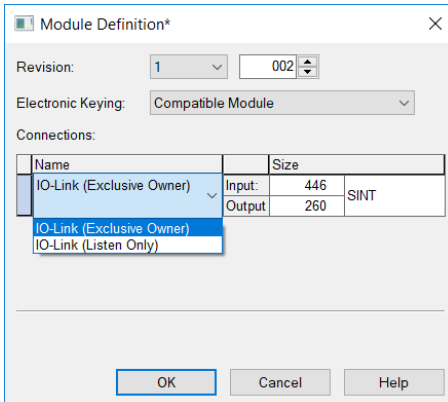 Module Definition*
Revision: 1 002
Electronic Keying: Compatible Module
Connections:
Name Size
IO-Link (Exclusive Owner) Input: 446 SINT
Output 260
IO-Link (Exclusive Owner)
IO-Link (Listen Only)
OK Cancel Help